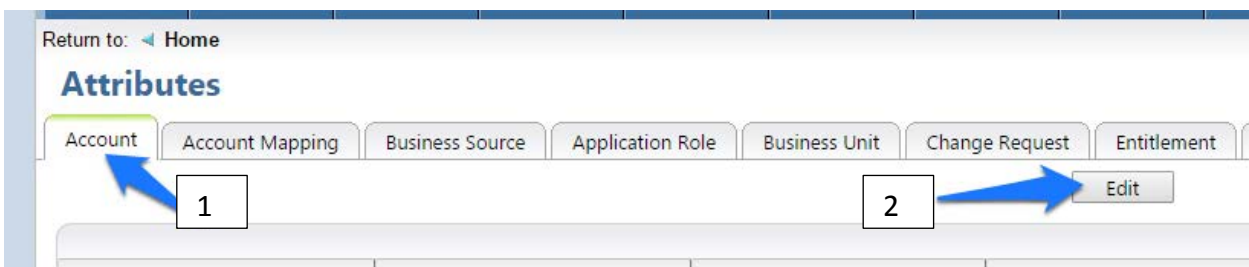 Return to: Home
Attributes
Account Account Mapping Business Source Application Role Business Unit Change Request Entitlement
1 2 Edit